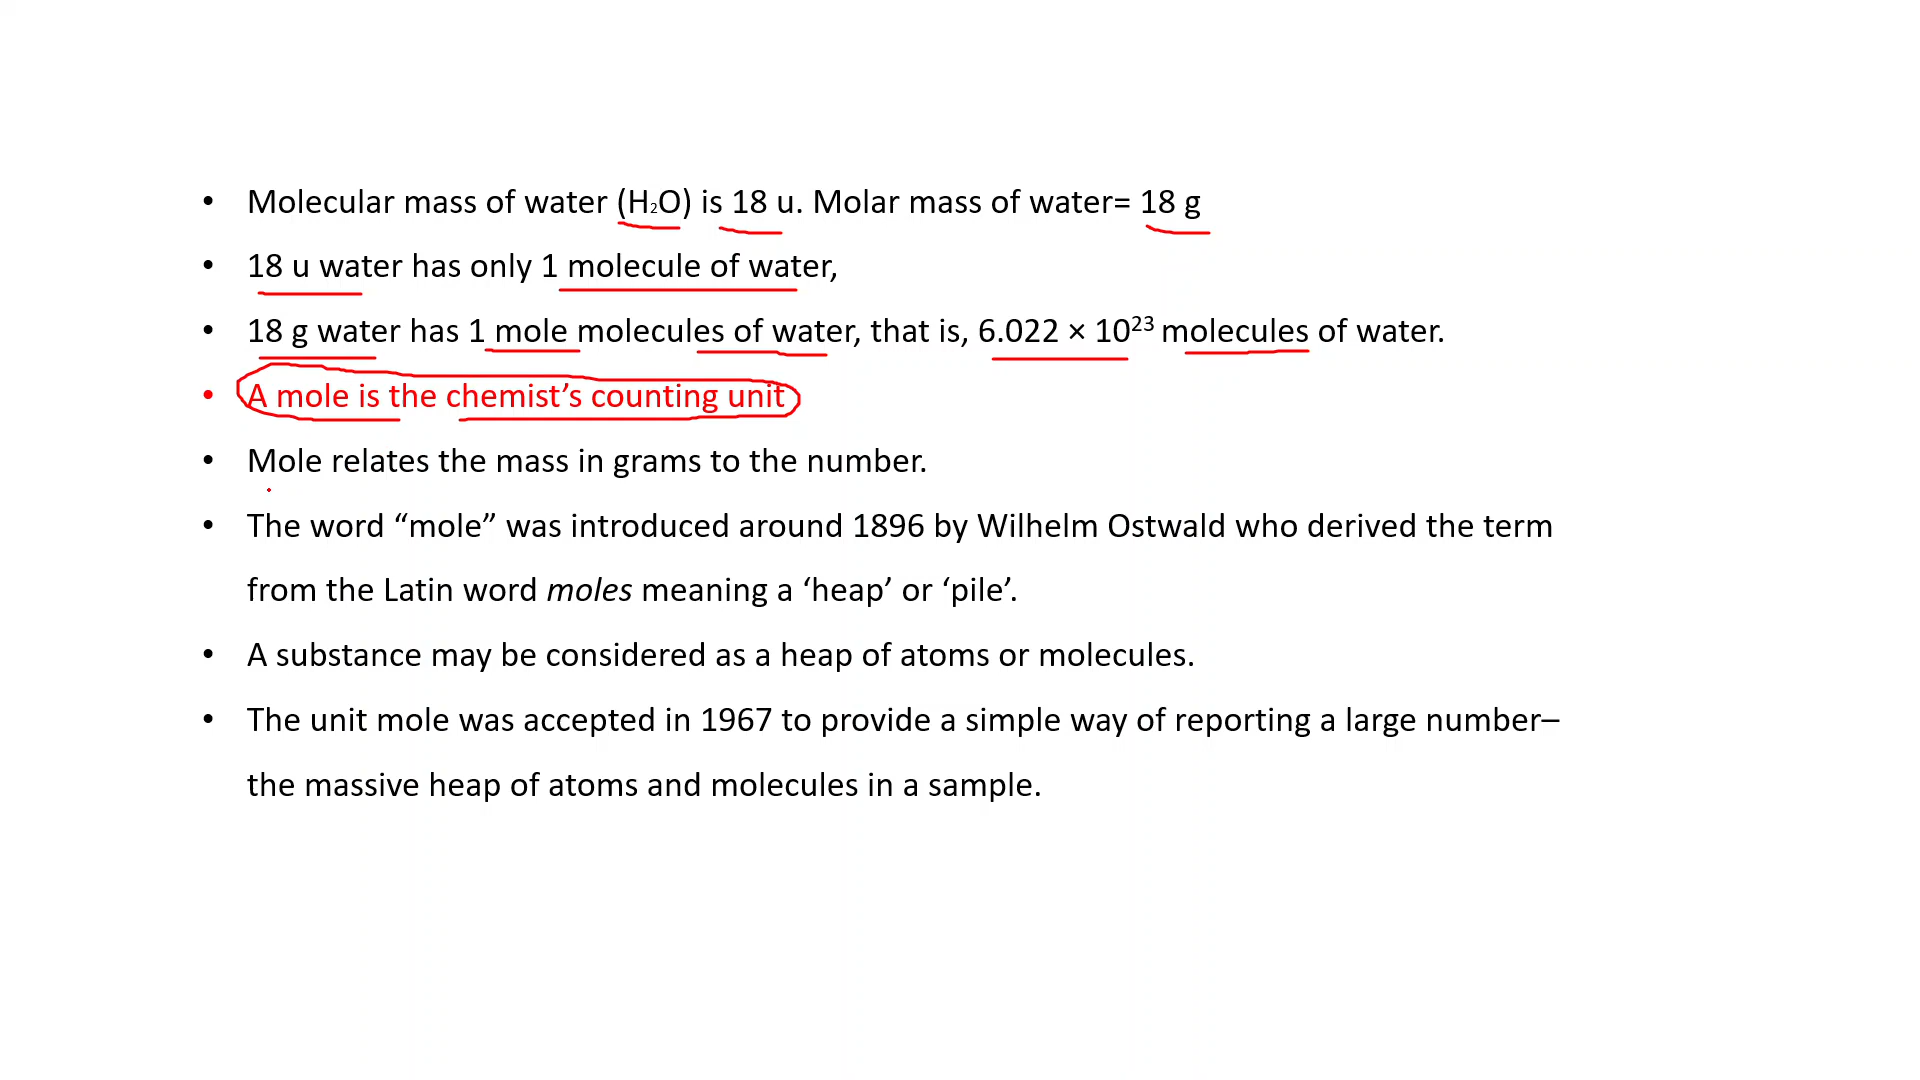 • Molecular mass of water (H₂O) is 18 u. Molar mass of water= 18 g
• 18 u water has only 1 molecule of water,
• 18 g water has 1 mole molecules of water, that is, 6.022 × 10²³ molecules of water.
• A mole is the chemist’s counting unit
• Mole relates the mass in grams to the number.
• The word “mole” was introduced around 1896 by Wilhelm Ostwald who derived the term
from the Latin word moles meaning a ‘heap’ or ‘pile’.
• A substance may be considered as a heap of atoms or molecules.
• The unit mole was accepted in 1967 to provide a simple way of reporting a large number–
the massive heap of atoms and molecules in a sample.